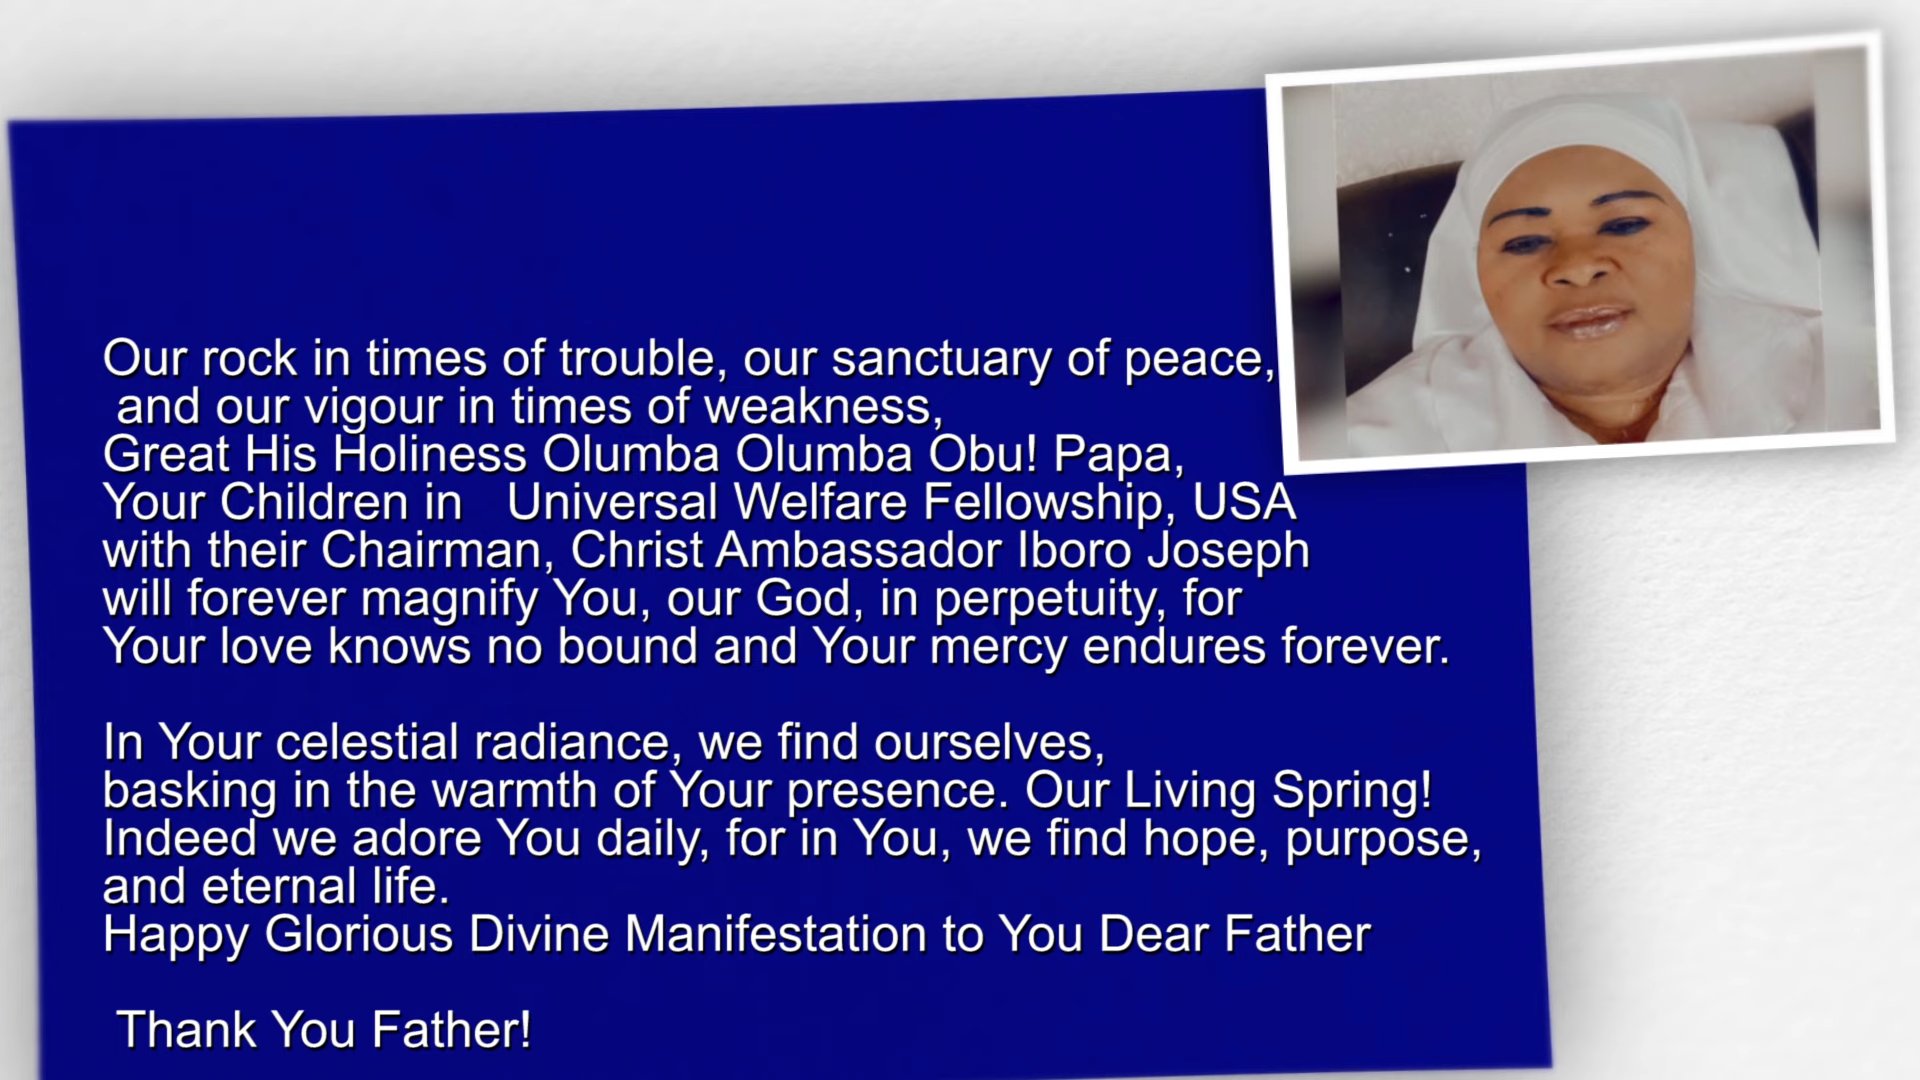 Our rock in times of trouble, our sanctuary of peace,
and our vigour in times of weakness,
Great His Holiness Olumba Olumba Obu! Papa,
Your Children in Universal Welfare Fellowship, USA
with their Chairman, Christ Ambassador Iboro Joseph
will forever magnify You, our God, in perpetuity, for
Your love knows no bound and Your mercy endures forever.
In Your celestial radiance, we find ourselves,
basking in the warmth of Your presence. Our Living Spring!
Indeed we adore You daily, for in You, we find hope, purpose,
and eternal life.
Happy Glorious Divine Manifestation to You Dear Father
Thank You Father!